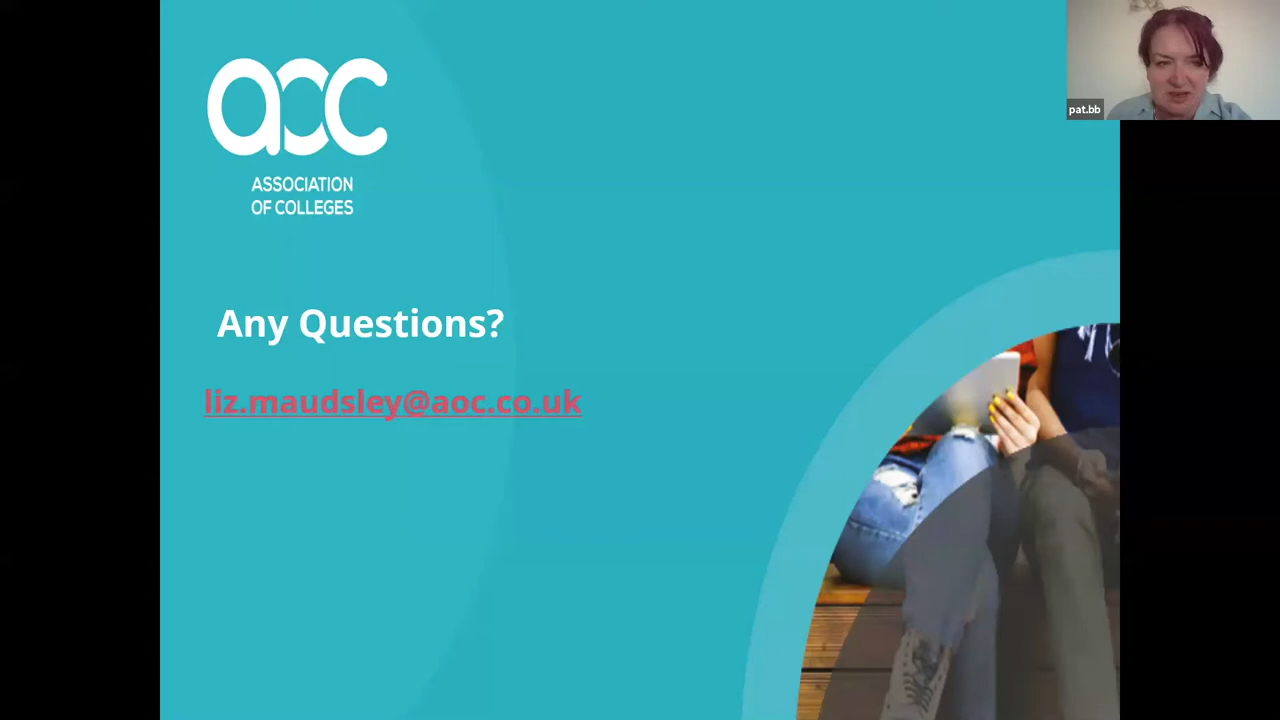 aoc
ASSOCIATION
OF COLLEGES
pat.bb
Any Questions?
liz.maudsley@aoc.co.uk